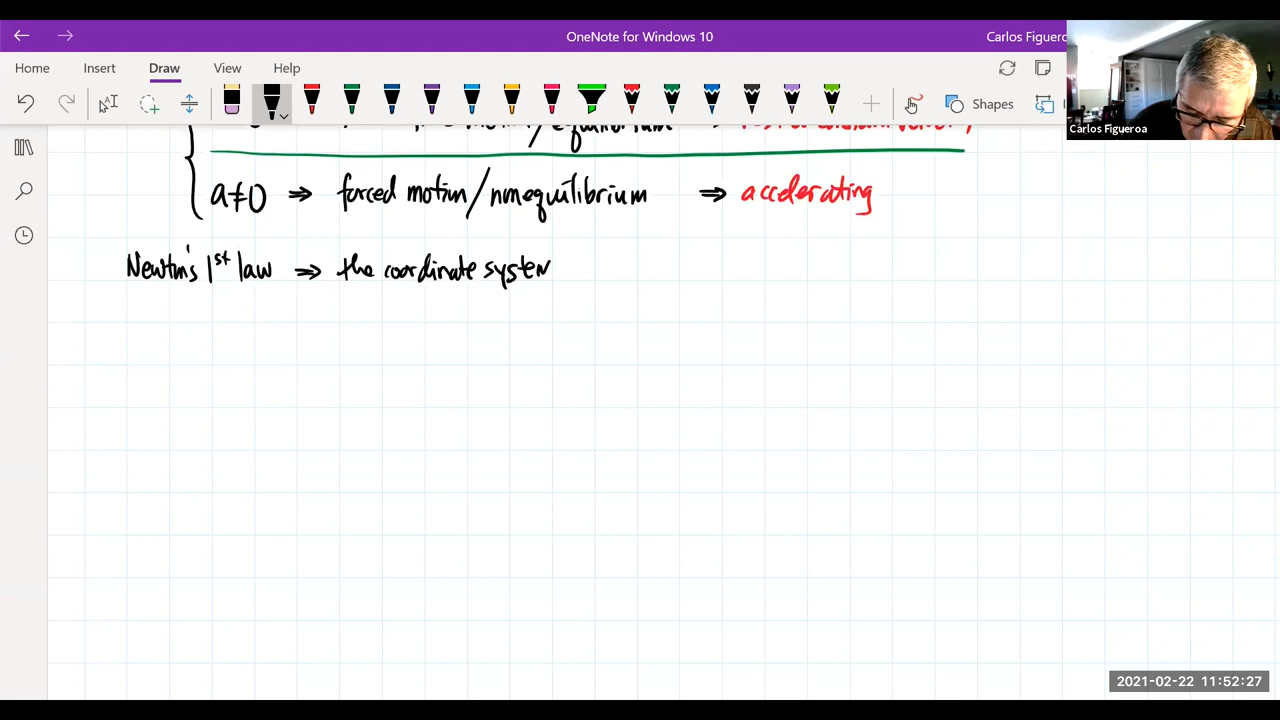 OneNote for Windows 10
Carlos Figuero
Home Insert Draw View Help
Shapes
Carlos Figueroa
equilibrium
a≠0 ⇒ forced motion/nonequilibrium ⇒ accelerating
Newton's 1st law ⇒ the coordinate system
2021-02-22 11:52:27